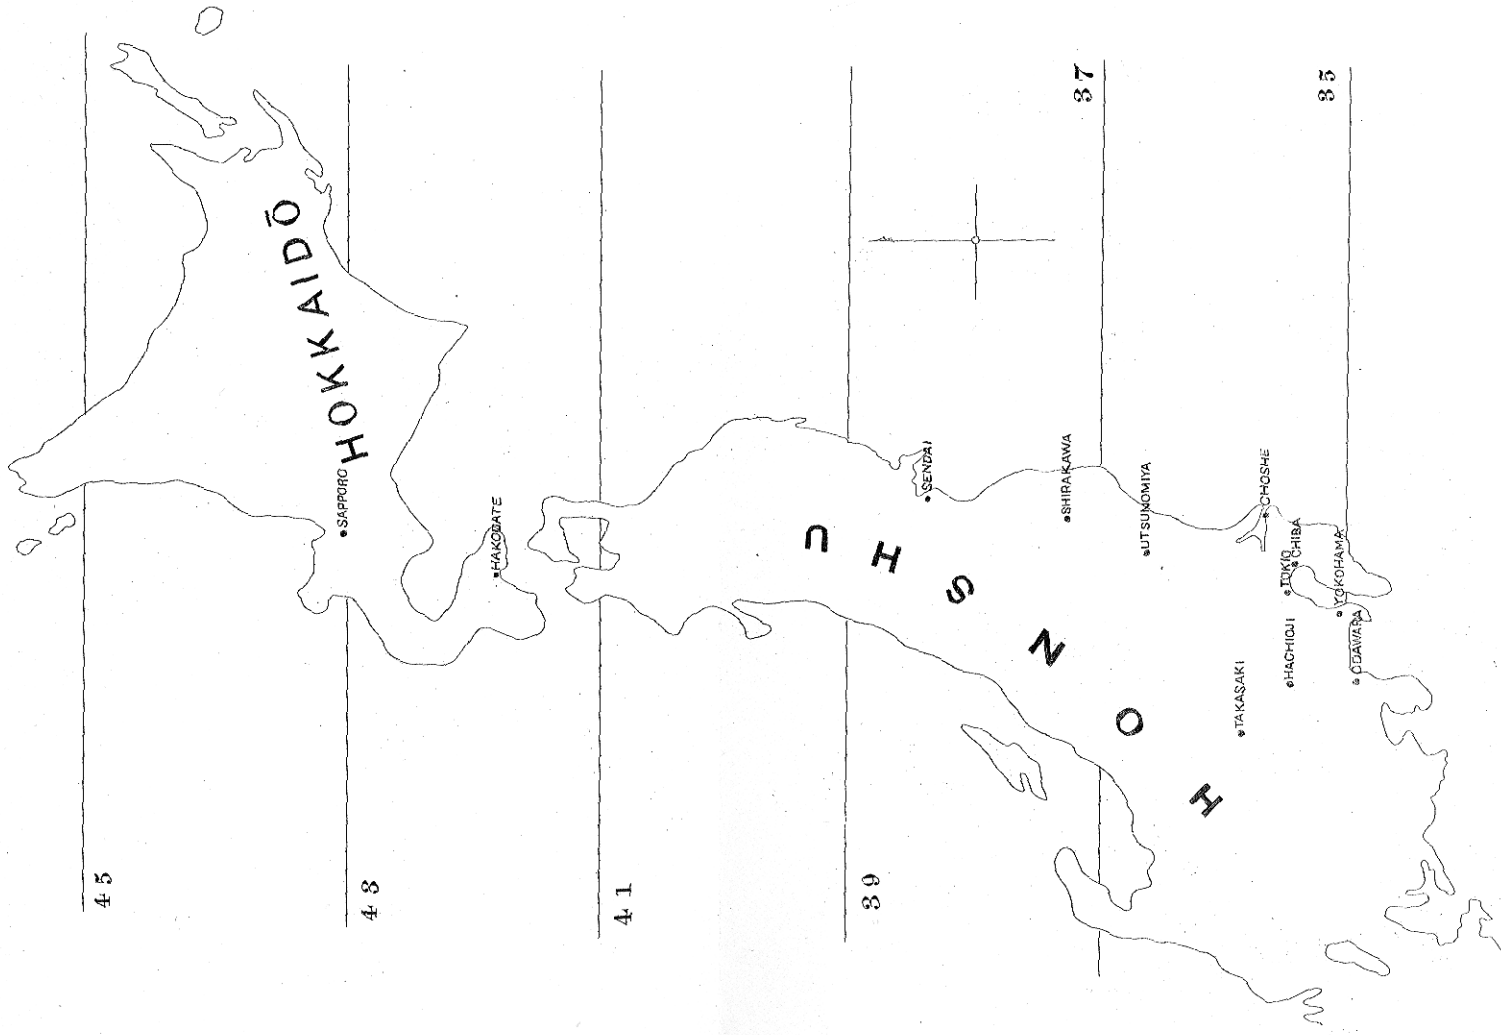 45
43
41
39
37
35
HOKKAIDŌ
SAPPORO
HAKODATE
HONSHU
SENDAI
SHIRAKAWA
UTSUNOMIYA
CHOSHE
CHIBA
TOKIO
YOKOHAMA
HACHIOJI
ODAWARA
TAKASAKI